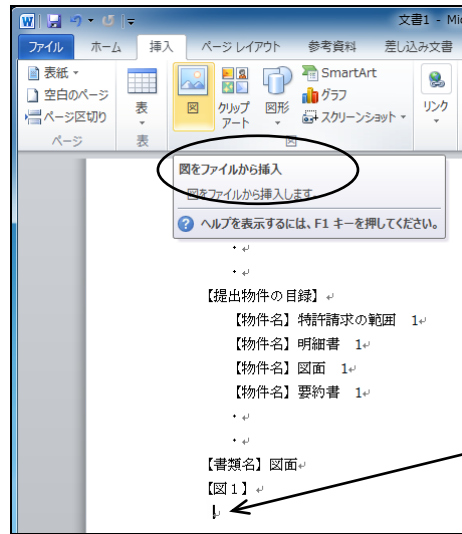 文書1 - Mi
ファイル ホーム 挿入 ページ レイアウト 参考資料 差し込み文書
表紙
空白のページ
ページ区切り
ページ
表
表
図
クリップ
アート
図形
SmartArt
グラフ
スクリーンショット
図
リンク
図をファイルから挿入
図をファイルから挿入します。
ヘルプを表示するには、F1 キーを押してください。
・
・
【提出物件の目録】
【物件名】特許請求の範囲 1
【物件名】明細書 1
【物件名】図面 1
【物件名】要約書 1
・
・
【書類名】図面
【図1】